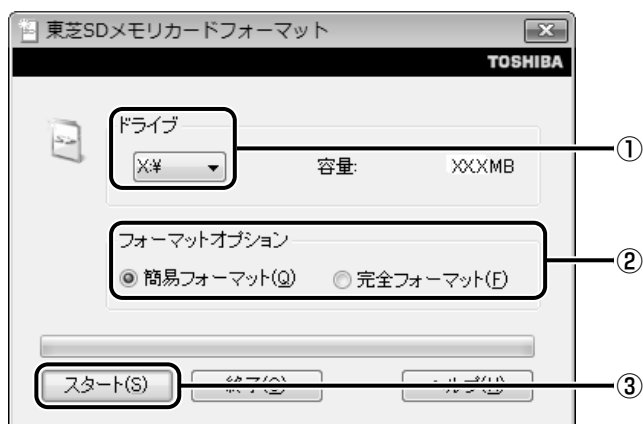 東芝SDメモリカードフォーマット
TOSHIBA
ドライブ
X:¥ 容量: XXXMB
①
フォーマットオプション
簡易フォーマット(Q) 完全フォーマット(F)
②
スタート(S)
③